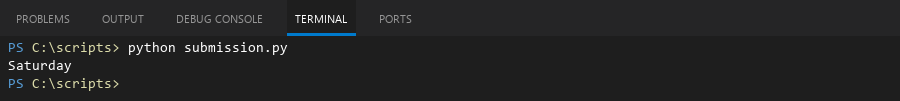 PROBLEMS OUTPUT DEBUG CONSOLE TERMINAL PORTS
PS C:\scripts> python submission.py
Saturday
PS C:\scripts>